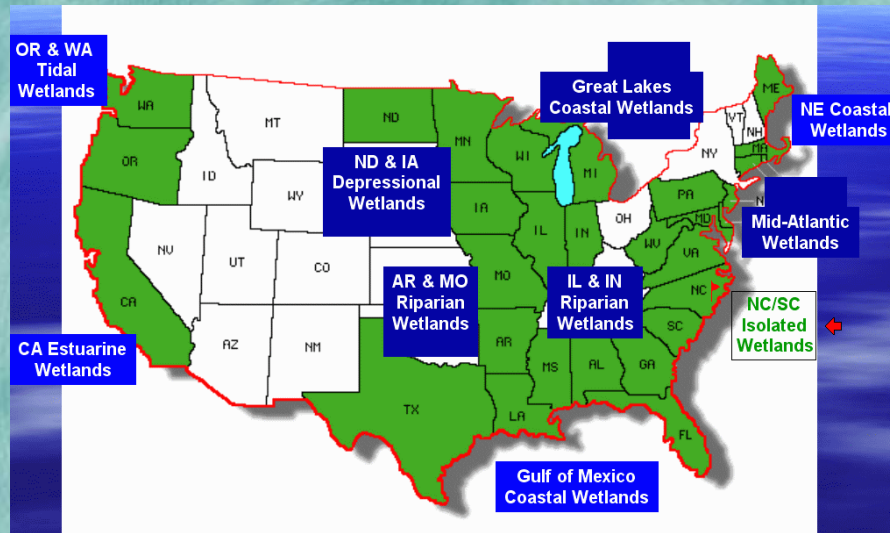 OR & WA
Tidal
Wetlands
Great Lakes
Coastal Wetlands
NE Coastal
Wetlands
ND & IA
Depressional
Wetlands
Mid-Atlantic
Wetlands
AR & MO
Riparian
Wetlands
IL & IN
Riparian
Wetlands
NC/SC
Isolated
Wetlands
CA Estuarine
Wetlands
Gulf of Mexico
Coastal Wetlands
WA
MT
ND
MN
ME
VT
NH
OR
ID
WY
WI
MI
NY
MA
IA
PA
NV
UT
CO
IL
IN
OH
MD
WV
VA
CA
MO
NC
AZ
NM
AR
SC
MS
AL
GA
TX
LA
FL